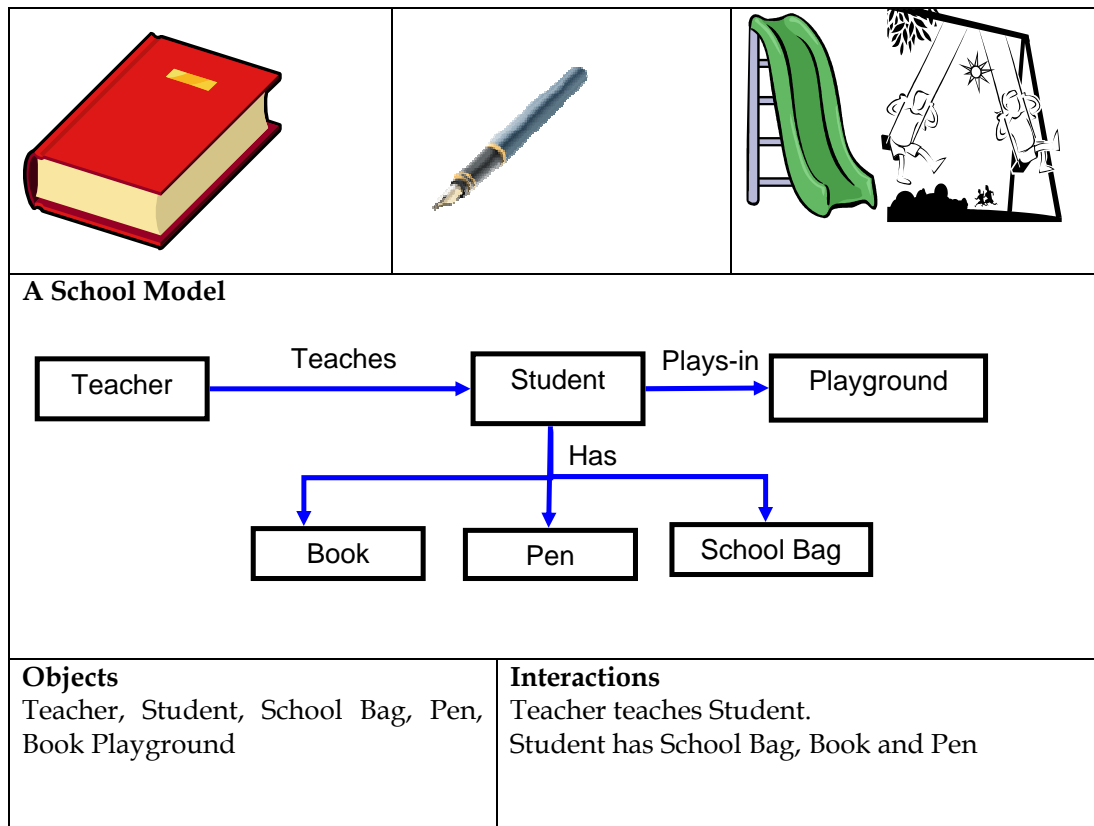 A School Model
Teaches
Plays-in
Teacher
Student
Playground
Has
Book
Pen
School Bag
Objects
Teacher, Student, School Bag, Pen,
Book Playground
Interactions
Teacher teaches Student.
Student has School Bag, Book and Pen